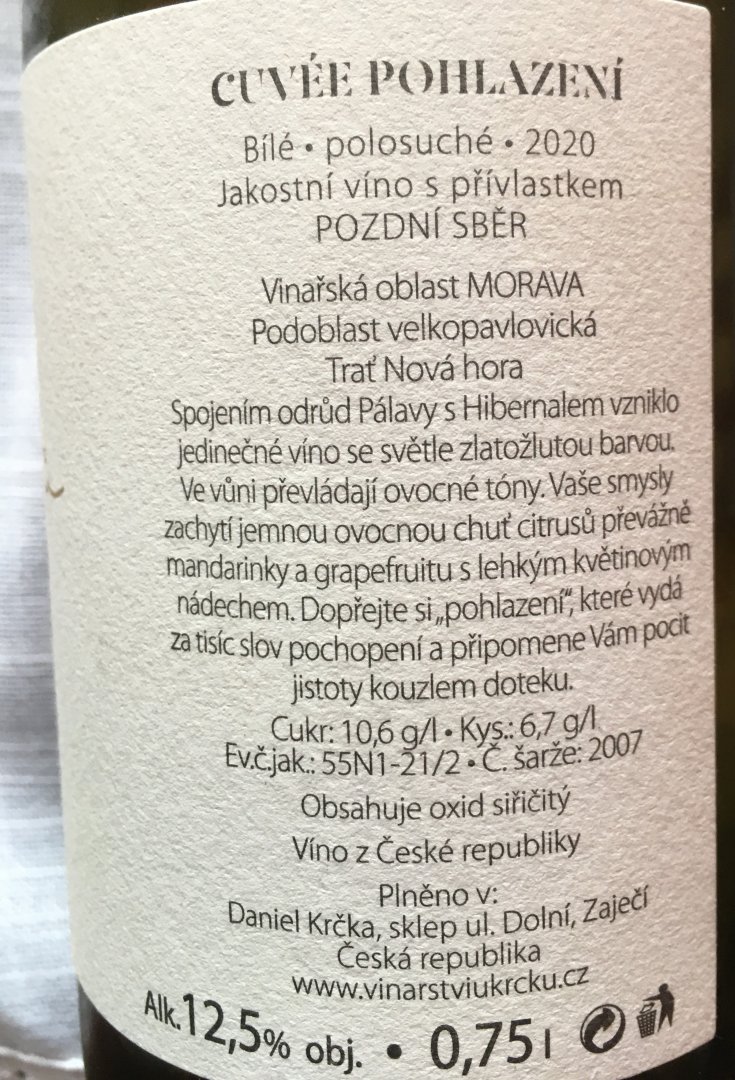 CUVÉE POHLAZENÍ
Bílé • polosuché • 2020
Jakostní víno s přívlastkem
POZDNÍ SBĚR
Vinařská oblast MORAVA
Podoblast velkopavlovická
Trať Nová hora
Spojením odrůd Pálavy s Hibernalem vzniklo
jedinečné víno se světle zlatožlutou barvou.
Ve vůni převládají ovocné tóny. Vaše smysly
zachytí jemnou ovocnou chuť citrusů převážně
mandarinky a grapefruitu s lehkým květinovým
nádechem. Dopřejte si „pohlazení“, které vydá
za tisíc slov pochopení a připomene Vám pocit
jistoty kouzlem doteku.
Cukr: 10,6 g/l • Kys.: 6,7 g/l
Ev.č.jak.: 55N1-21/2 • Č. šarže: 2007
Obsahuje oxid siřičitý
Víno z České republiky
Plněno v:
Daniel Krčka, sklep ul. Dolní, Zaječí
Česká republika
www.vinarstviukrcku.cz
Alk.12,5% obj. • 0,75 l